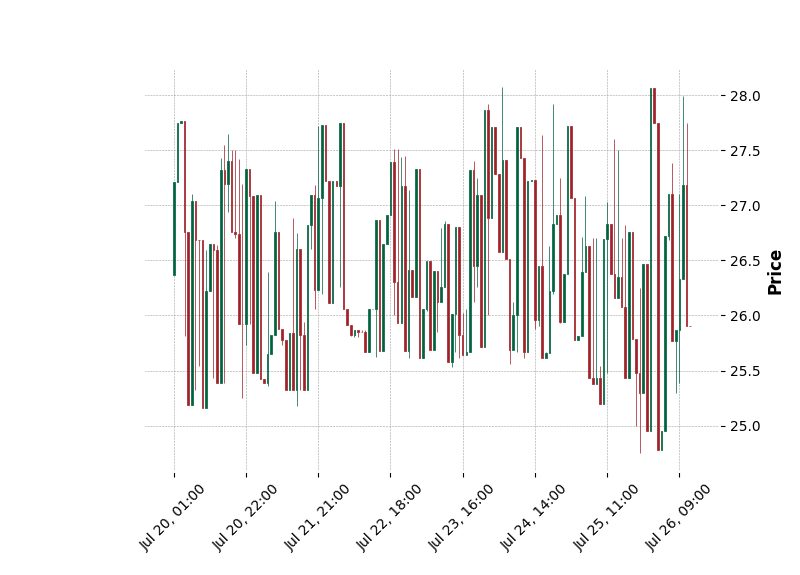 28.0
27.5
27.0
26.5
26.0
25.5
25.0
Price
Jul 20, 01:00
Jul 20, 22:00
Jul 21, 21:00
Jul 22, 18:00
Jul 23, 16:00
Jul 24, 14:00
Jul 25, 11:00
Jul 26, 09:00